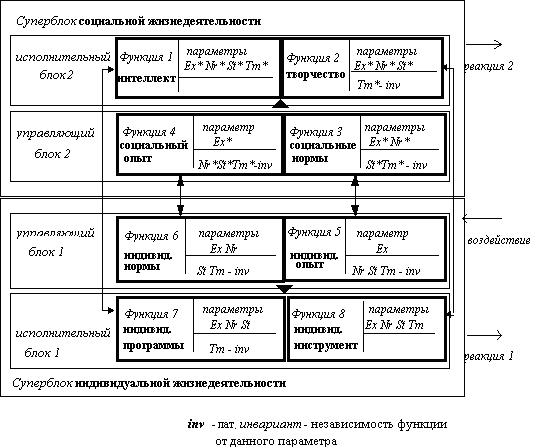 Суперблок социальной жизнедеятельности
исполнительный
блок 2
Функция 1
интеллект
параметры
Ex* Nr* St* Tm*
Функция 2
творчество
параметры
Ex* Nr* St*
Tm*- inv
реакция 2
управляющий
блок 2
Функция 4
социальный
опыт
параметр
Ex*
Nr*St*Tm*-inv
Функция 3
социальные
нормы
параметры
Ex* Nr*
St*Tm* - inv
управляющий
блок 1
Функция 6
индивид.
нормы
параметры
Ex Nr
St Tm - inv
Функция 5
индивид.
опыт
параметр
Ex
Nr St Tm - inv
воздействие
исполнительный
блок 1
Функция 7
индивид.
программы
параметры
Ex Nr St
Tm - inv
Функция 8
индивид.
инструмент
параметры
Ex Nr St Tm
реакция 1
Суперблок индивидуальной жизнедеятельности
inv - лат. инвариант - независимость функции
от данного параметра